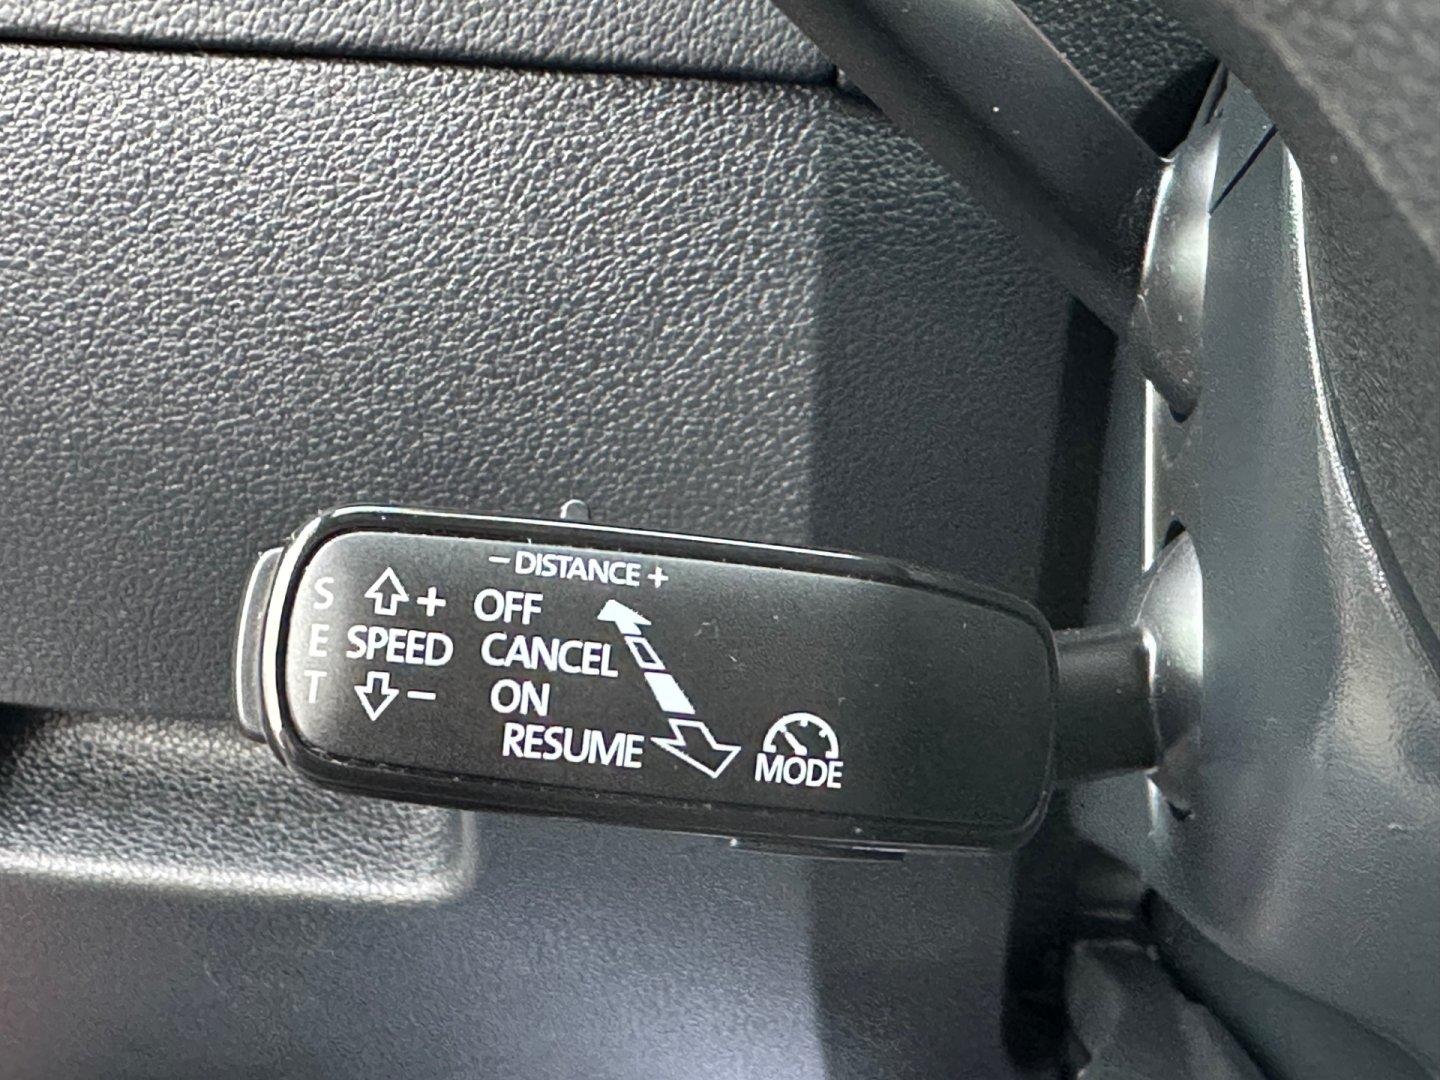 − DISTANCE +
S + OFF
E SPEED CANCEL
T − ON
RESUME
MODE